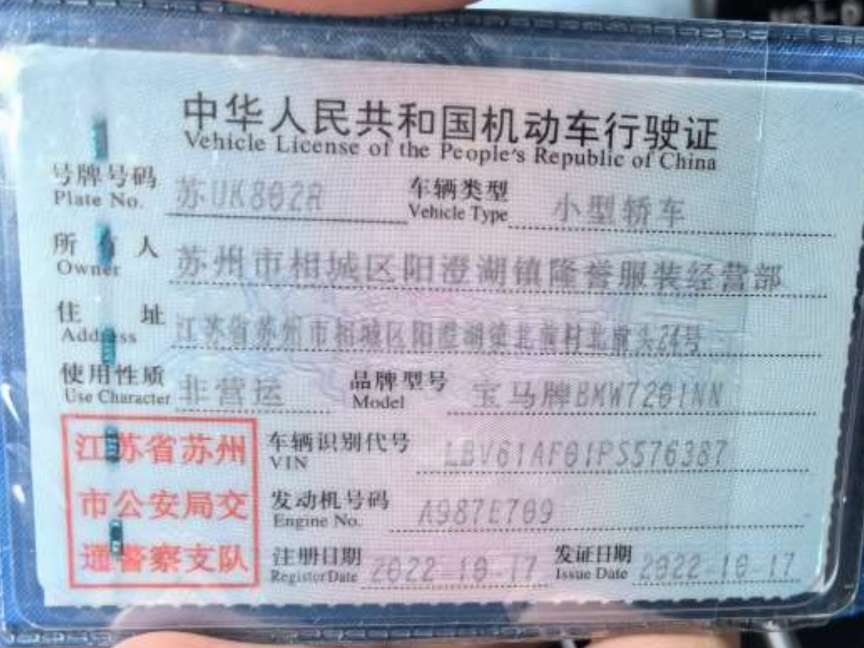 中华人民共和国机动车行驶证
Vehicle License of the People's Republic of China
号牌号码 苏UK802R 车辆类型 小型轿车
Plate No. Vehicle Type
所有人 苏州市相城区阳澄湖镇隆誉服装经营部
Owner
住址 江苏省苏州市相城区阳澄湖镇北前村北前头24号
Address
使用性质 非营运 品牌型号 宝马牌BMW7201NN
Use Character Model
江苏省苏州
市公安局交
通警察支队
车辆识别代号 LBV61AF01PS576387
VIN
发动机号码 A987E709
Engine No.
注册日期 2022-10-17 发证日期 2022-10-17
Register Date Issue Date